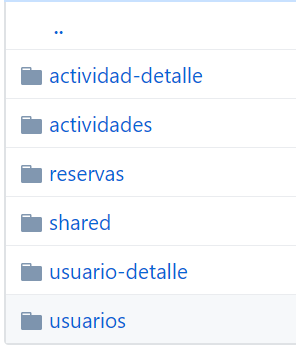 ..
actividad-detalle
actividades
reservas
shared
usuario-detalle
usuarios